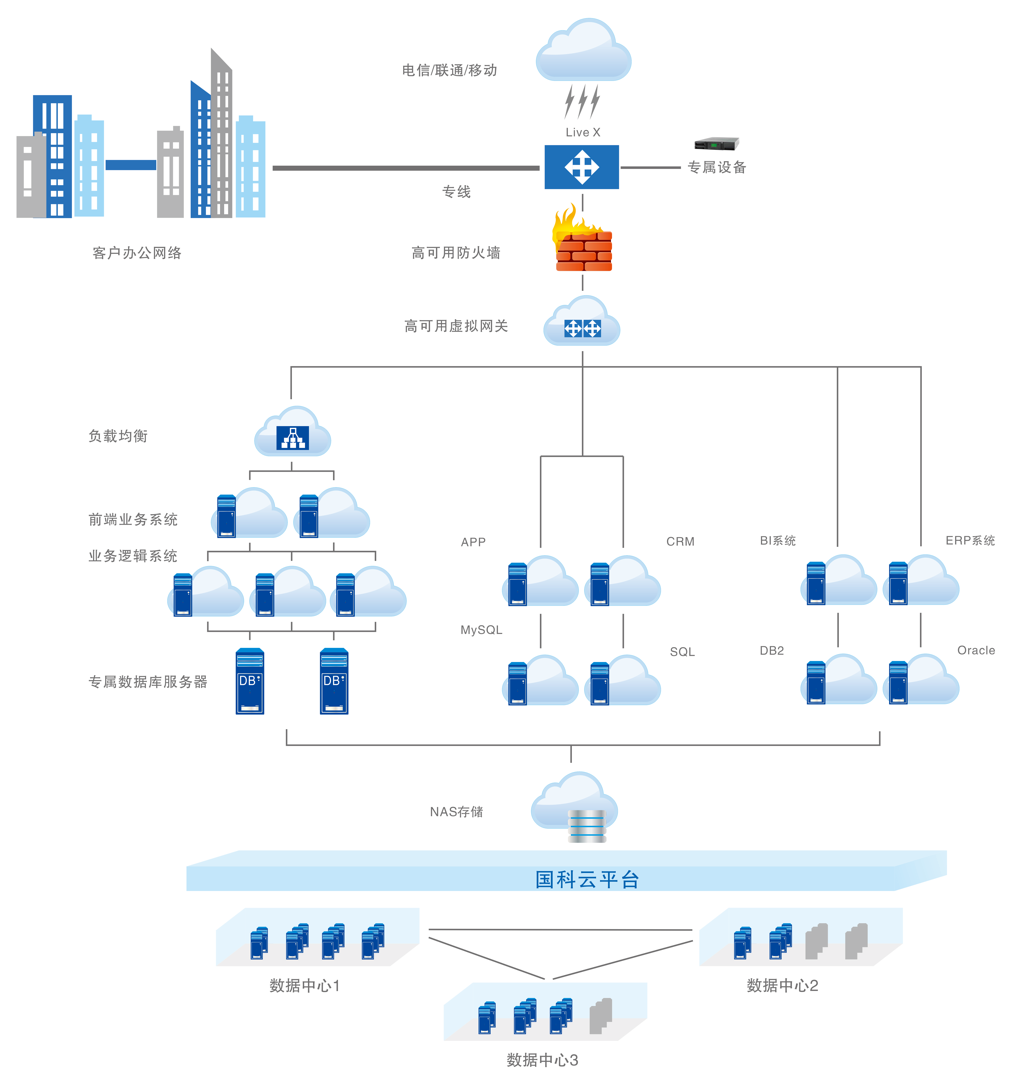 电信/联通/移动
Live X
专属设备
专线
客户办公网络
高可用防火墙
高可用虚拟网关
负载均衡
前端业务系统
业务逻辑系统
APP
CRM
BI系统
ERP系统
MySQL
SQL
DB2
Oracle
专属数据库服务器
DB
DB
NAS存储
国科云平台
数据中心1
数据中心2
数据中心3